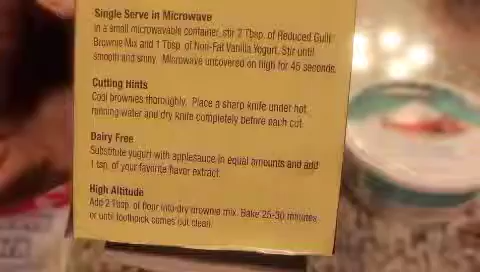 Single Serve in Microwave
In a small microwavable container, stir 2 Tbsp. of Reduced Guilt
Brownie Mix and 1 Tbsp. of Non-Fat Vanilla Yogurt. Stir until
smooth and shiny. Microwave uncovered on high for 45 seconds.
Cutting Hints
Cool brownies thoroughly. Place a sharp knife under hot
running water and dry knife completely before each cut.
Dairy Free
Substitute yogurt with applesauce in equal amounts and add
1 tsp. of your favorite flavor extract.
High Altitude
Add 2 Tbsp. of flour into dry brownie mix. Bake 25-30 minutes
or until toothpick comes out clean.